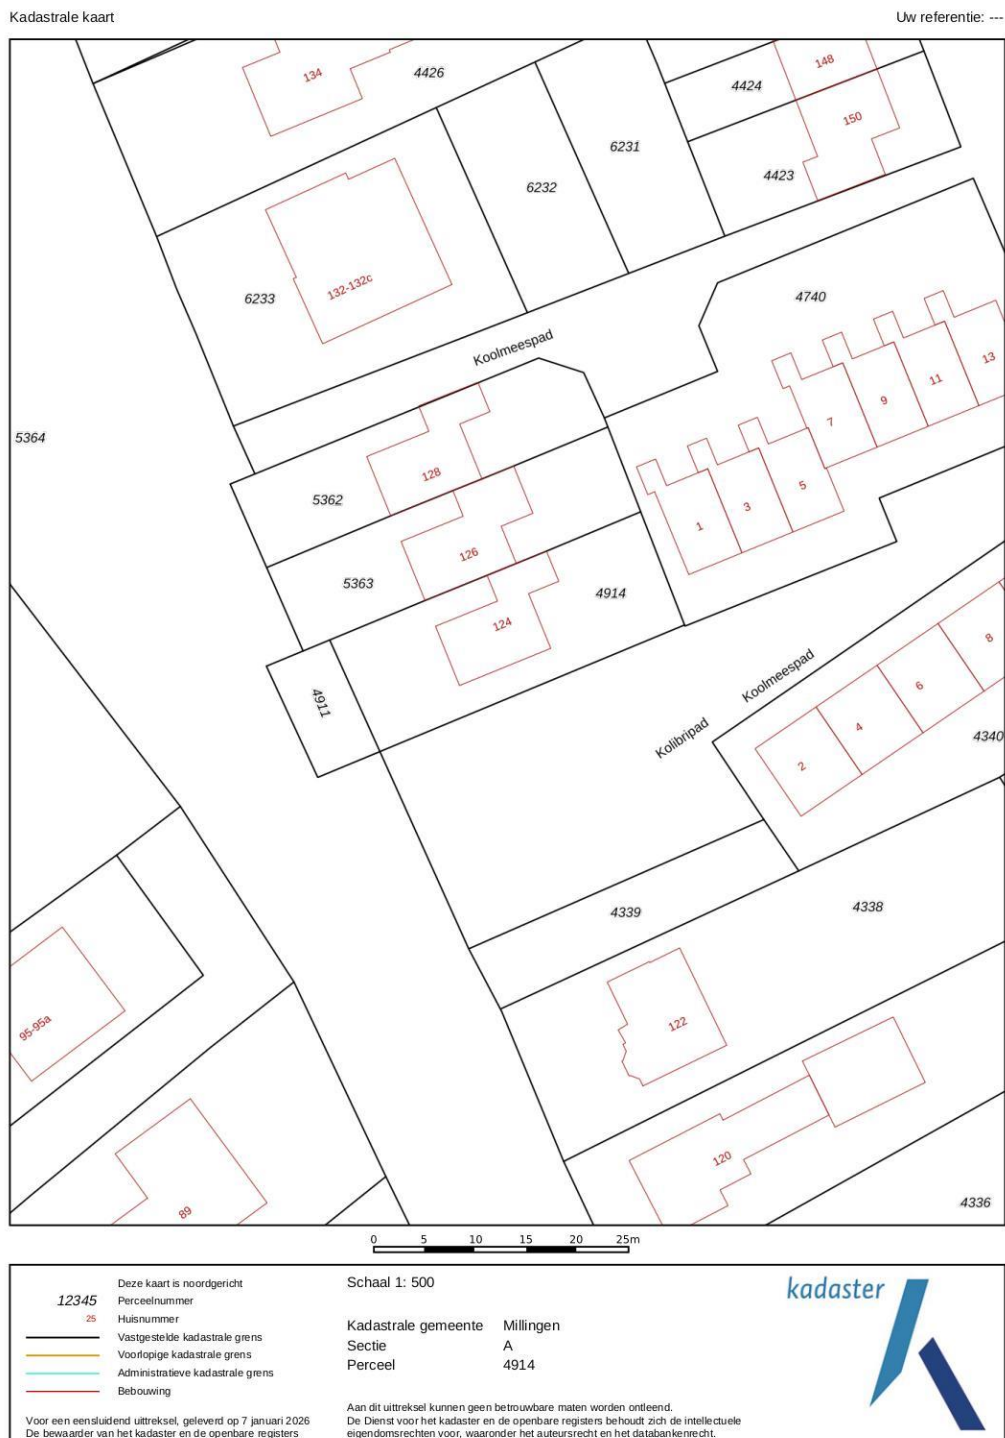 Kadastrale kaart
Uw referentie: ---
134
4426
148
4424
150
6231
4423
6232
132-132c
6233
4740
Koolmeespad
13
11
9
7
5364
128
5362
5
3
1
126
5363
4914
124
4911
Koolmeespad
Kolibripad
8
6
4
2
4340
4339
4338
122
95-95a
120
89
4336
0 5 10 15 20 25m
Deze kaart is noordgericht
12345 Perceelnummer
25 Huisnummer
Vastgestelde kadastrale grens
Voorlopige kadastrale grens
Administratieve kadastrale grens
Bebouwing
Voor een eensluidend uittreksel, geleverd op 7 januari 2026
De bewaarder van het kadaster en de openbare registers
Schaal 1: 500
Kadastrale gemeente Millingen
Sectie A
Perceel 4914
Aan dit uittreksel kunnen geen betrouwbare maten worden ontleend.
De Dienst voor het kadaster en de openbare registers behoudt zich de intellectuele
eigendomsrechten voor, waaronder het auteursrecht en het databankenrecht.
kadaster